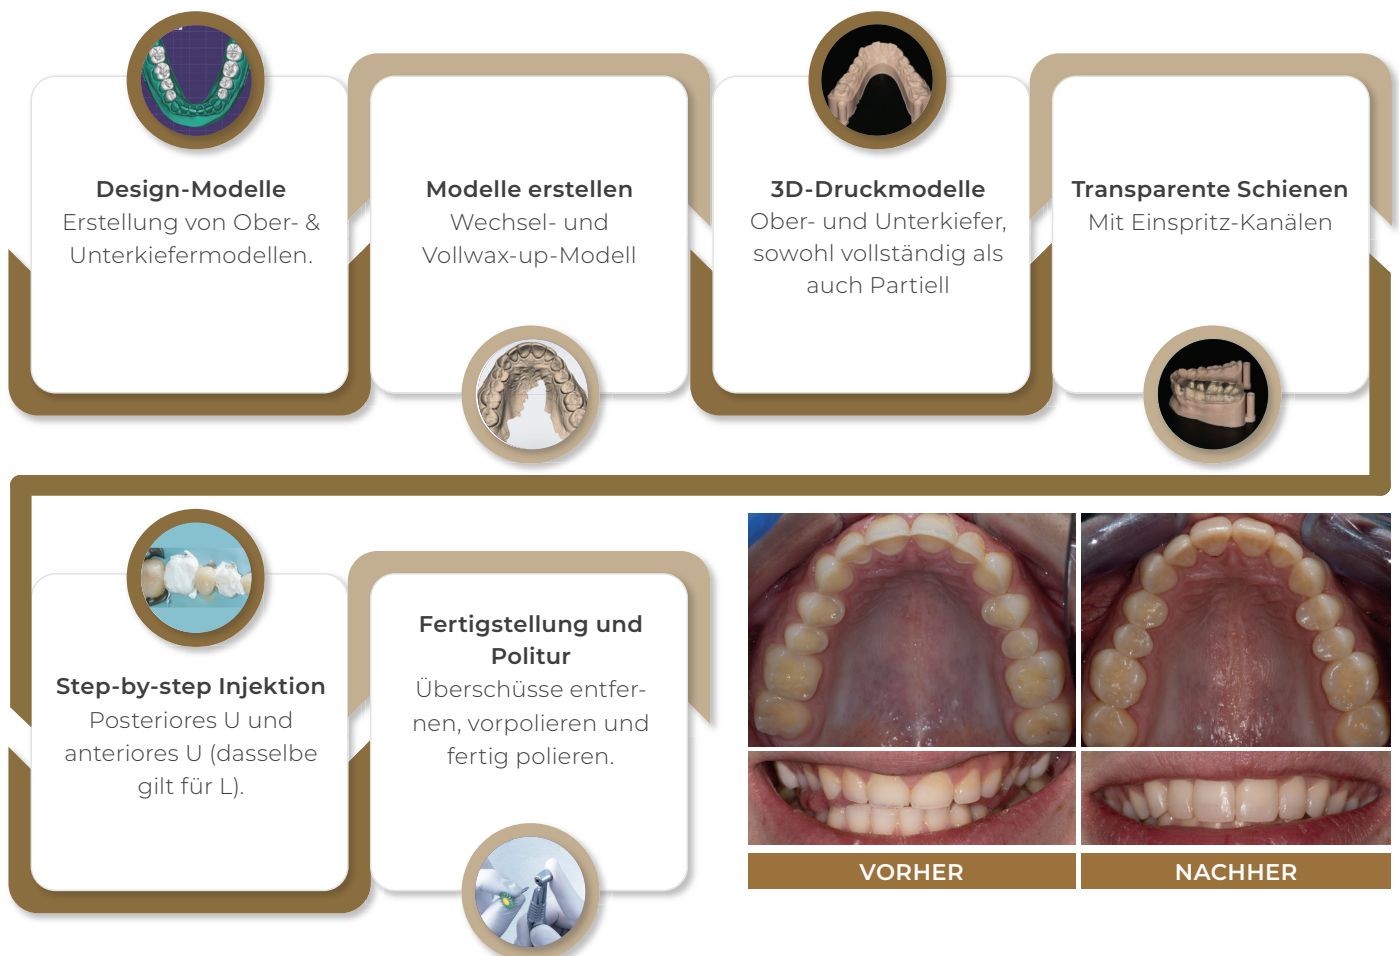 Design-Modelle
Erstellung von Ober- &
Unterkiefermodellen.
Modelle erstellen
Wechsel- und
Vollwax-up-Modell
3D-Druckmodelle
Ober- und Unterkiefer,
sowohl vollständig als
auch Partiell
Transparente Schienen
Mit Einspritz-Kanälen
Step-by-step Injektion
Posteriores U und
anteriores U (dasselbe
gilt für L).
Fertigstellung und
Politur
Überschüsse entfer-
nen, vorpolieren und
fertig polieren.
VORHER
NACHHER